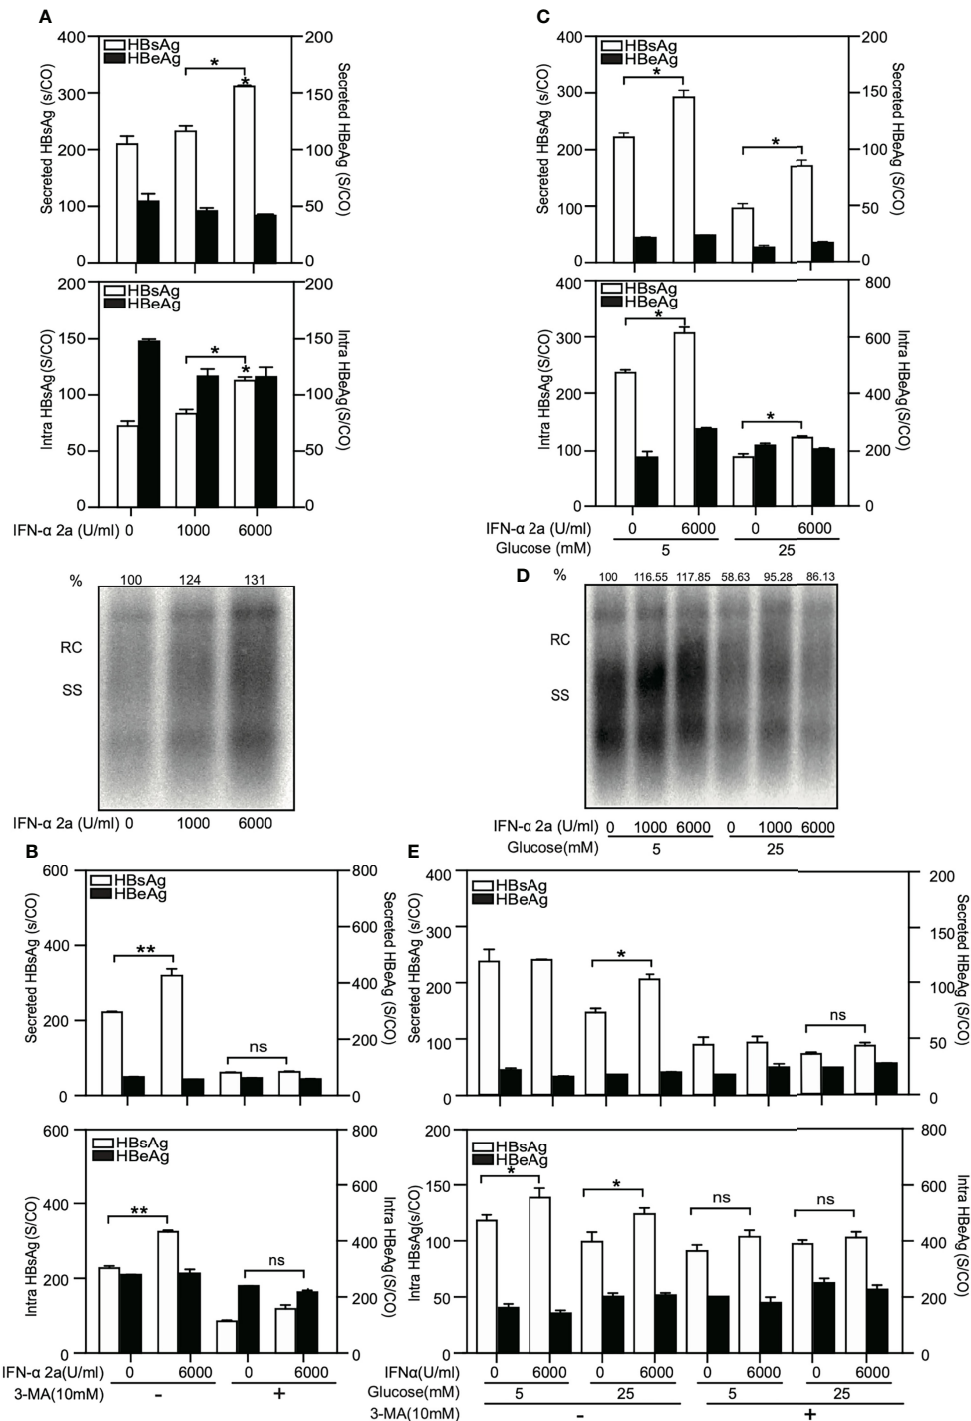 A
400
300
200
100
0
HBsAg
HBeAg
*
*
200
150
100
50
0
Secreted HBsAg (s/CO)
Secreted HBeAg (S/CO)
200
150
100
50
0
HBsAg
HBeAg
*
*
200
150
100
50
0
Intra HBsAg (S/CO)
Intra HBeAg (S/CO)
IFN-α 2a (U/ml) 0 1000 6000
% 100 124 131
RC
SS
IFN-α 2a (U/ml) 0 1000 6000
C
400
300
200
100
0
HBsAg
HBeAg
*
*
200
150
100
50
0
Secreted HBsAg (s/CO)
Secreted HBeAg (S/CO)
400
300
200
100
0
HBsAg
HBeAg
*
*
800
600
400
200
0
Intra HBsAg (S/CO)
Intra HBeAg (S/CO)
IFN-α 2a (U/ml) 0 6000 0 6000
Glucose (mM) 5 25
D
% 100 116.55 117.85 58.63 95.28 86.13
RC
SS
IFN-α 2a (U/ml) 0 1000 6000 0 1000 6000
Glucose(mM) 5 25
B
600
400
200
0
HBsAg
HBeAg
**
ns
800
600
400
200
0
Secreted HBsAg (s/CO)
Secreted HBeAg (S/CO)
600
400
200
0
HBsAg
HBeAg
**
ns
800
600
400
200
0
Intra HBsAg (S/CO)
Intra HBeAg(S/CO)
IFN-α 2a(U/ml) 0 6000 0 6000
3-MA(10mM) - +
E
400
300
200
100
0
HBsAg
HBeAg
*
ns
200
150
100
50
0
Secreted HBsAg (s/CO)
Secreted HBeAg (S/CO)
200
150
100
50
0
HBsAg
HBeAg
*
*
ns
ns
800
600
400
200
0
Intra HBsAg(s/CO)
Intra HBeAg (S/CO)
IFNα(U/ml) 0 6000 0 6000 0 6000 0 6000
Glucose(mM) 5 25 5 25
3-MA(10mM) - +